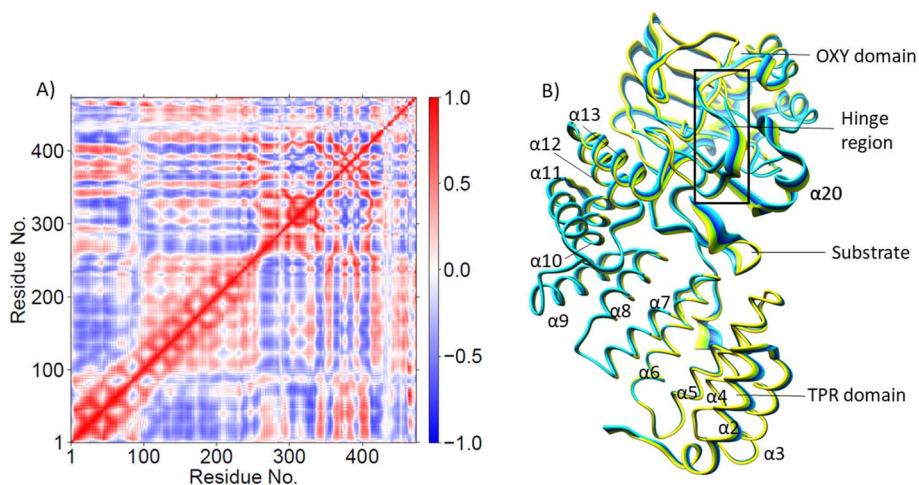 A)
Residue No.
400
300
200
100
1
1 100 200 300 400
Residue No.
1.0
0.5
0.0
−0.5
−1.0
B)
OXY domain
α13
Hinge
region
α12
α11
α20
α10
Substrate
α9
α8
α7
α6
α5
α4
TPR domain
α2
α3